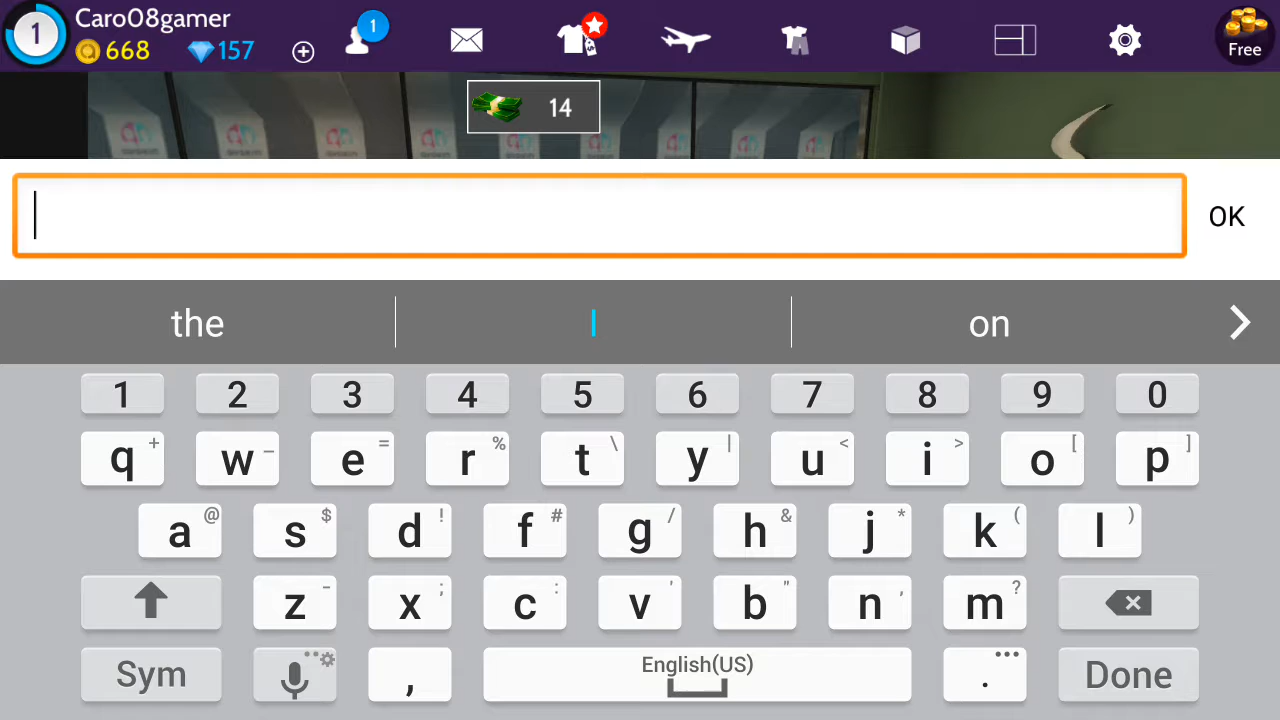 1 Caro08gamer 1
668 157 Free
14
OK
the I on
1 2 3 4 5 6 7 8 9 0
q + w _ e = r % t \ y | u < i > o [ p ]
a @ s $ d ! f # g / h & j * k ( l )
z - x ; c : v ' b " n , m ?
Sym , English(US) . Done